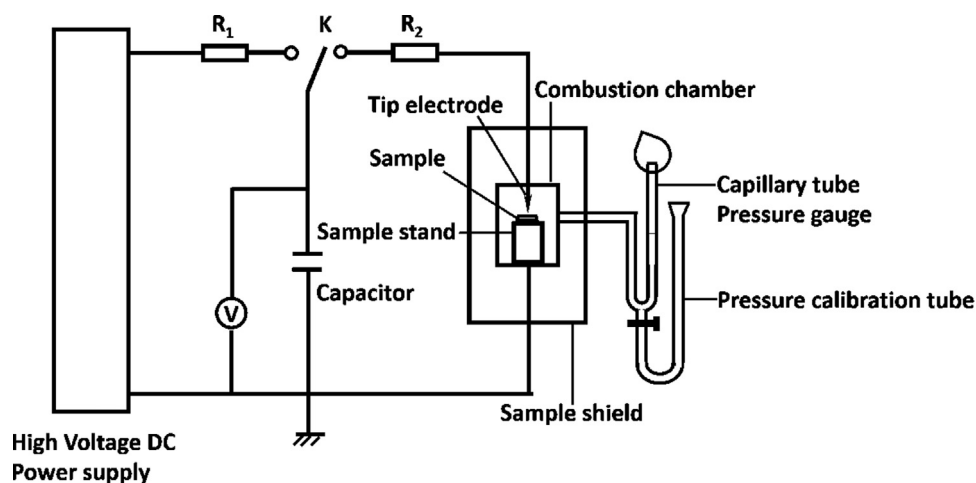 R1
K
R2
Combustion chamber
Tip electrode
Sample
Sample stand
Capillary tube
Pressure gauge
Capacitor
V
Pressure calibration tube
Sample shield
High Voltage DC
Power supply